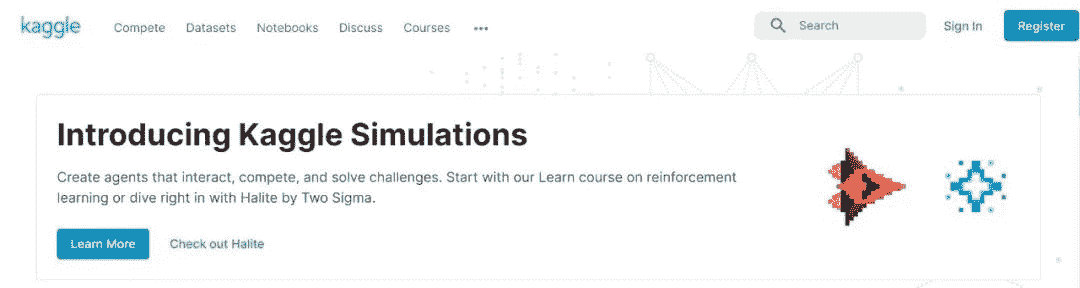 kaggle Compete Datasets Notebooks Discuss Courses ••• Search Sign In Register
Introducing Kaggle Simulations
Create agents that interact, compete, and solve challenges. Start with our Learn course on reinforcement
learning or dive right in with Halite by Two Sigma.
Learn More Check out Halite